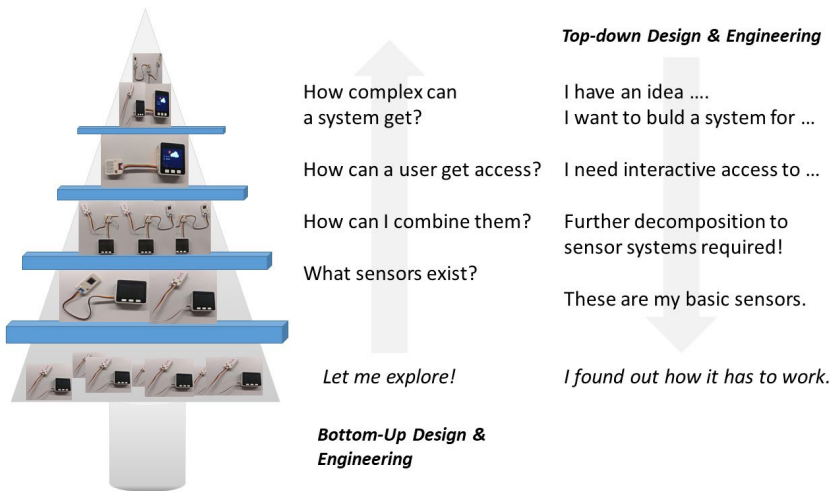 Top-down Design & Engineering
How complex can
a system get?
How can a user get access?
How can I combine them?
What sensors exist?
Let me explore!
Bottom-Up Design &
Engineering
I have an idea ....
I want to buld a system for ...
I need interactive access to ...
Further decomposition to
sensor systems required!
These are my basic sensors.
I found out how it has to work.